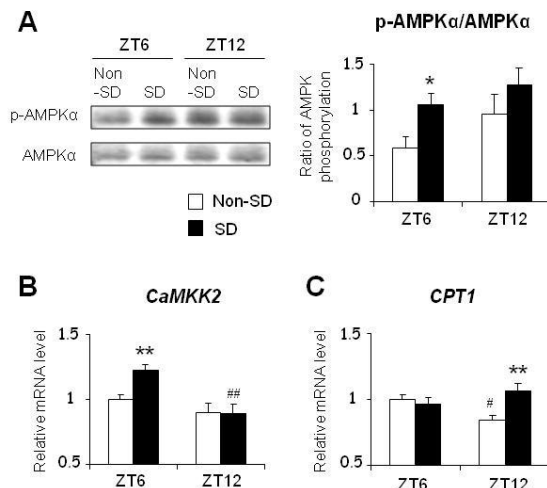 A
ZT6 ZT12
Non
-SD SD Non
-SD SD
p-AMPKα
AMPKα
Non-SD
SD
p-AMPKα/AMPKα
Ratio of AMPK
phosphorylation
1.5
1
0.5
0
*
ZT6 ZT12
B
CaMKK2
Relative mRNA level
1.5
1
0.5
**
##
ZT6 ZT12
C
CPT1
Relative mRNA level
1.5
1
0.5
#
**
ZT6 ZT12